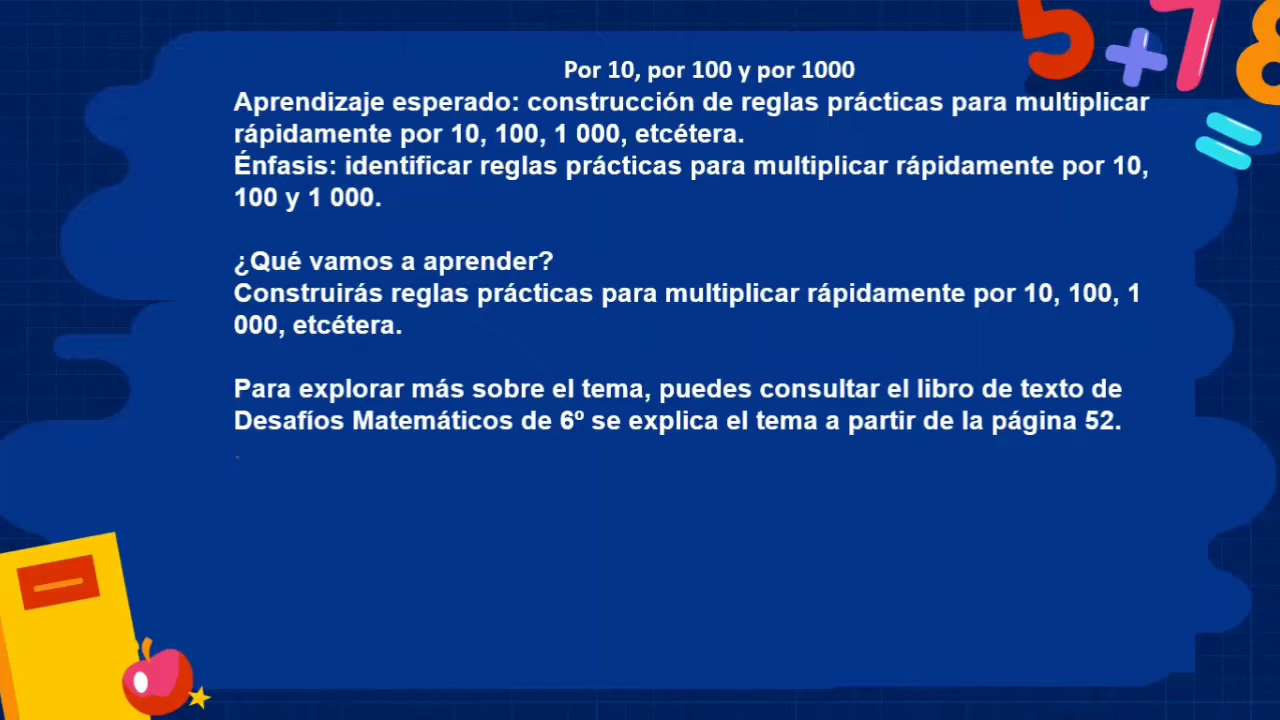 5 + 7 8
=
Por 10, por 100 y por 1000
Aprendizaje esperado: construcción de reglas prácticas para multiplicar
rápidamente por 10, 100, 1 000, etcétera.
Énfasis: identificar reglas prácticas para multiplicar rápidamente por 10,
100 y 1 000.
¿Qué vamos a aprender?
Construirás reglas prácticas para multiplicar rápidamente por 10, 100, 1
000, etcétera.
Para explorar más sobre el tema, puedes consultar el libro de texto de
Desafíos Matemáticos de 6º se explica el tema a partir de la página 52.